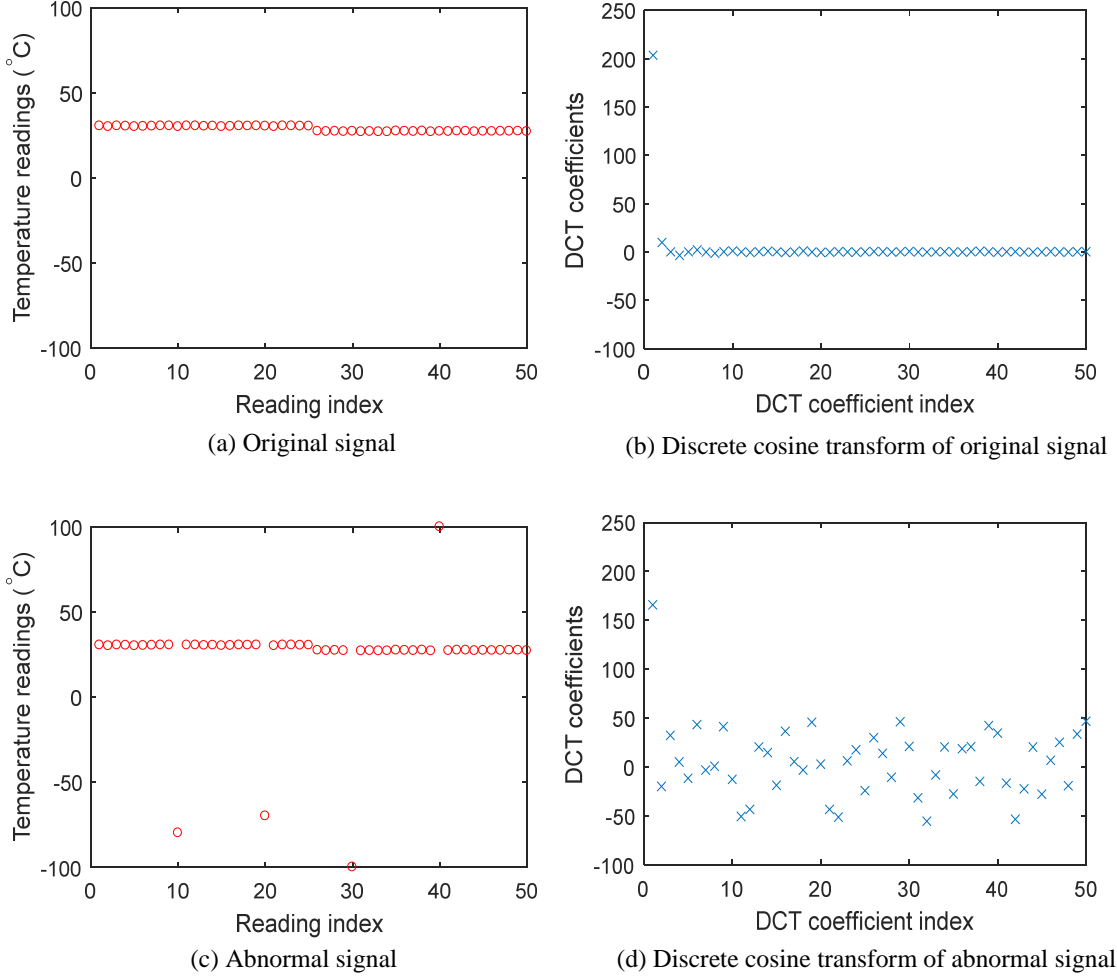 100
50
0
-50
-100
0 10 20 30 40 50
Temperature readings (°C)
Reading index
(a) Original signal
250
200
150
100
50
0
-50
-100
0 10 20 30 40 50
DCT coefficients
DCT coefficient index
(b) Discrete cosine transform of original signal
100
50
0
-50
-100
0 10 20 30 40 50
Temperature readings (°C)
Reading index
(c) Abnormal signal
250
200
150
100
50
0
-50
-100
0 10 20 30 40 50
DCT coefficients
DCT coefficient index
(d) Discrete cosine transform of abnormal signal